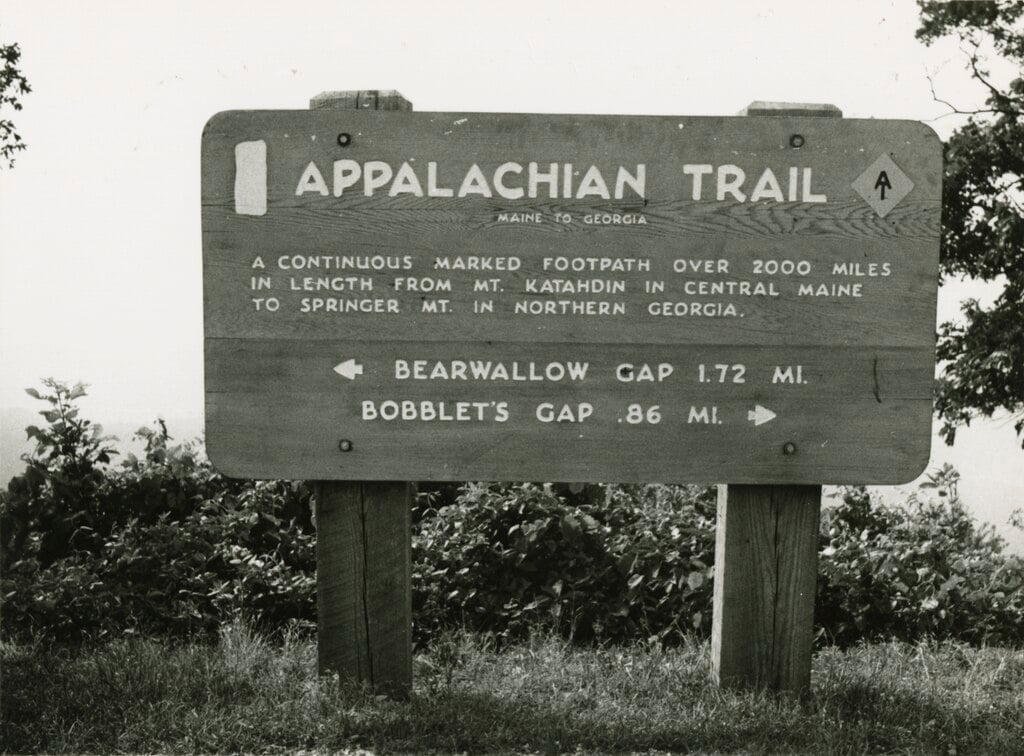 APPALACHIAN TRAIL
MAINE TO GEORGIA
A CONTINUOUS MARKED FOOTPATH OVER 2000 MILES
IN LENGTH FROM MT. KATAHDIN IN CENTRAL MAINE
TO SPRINGER MT. IN NORTHERN GEORGIA.
BEARWALLOW GAP 1.72 MI.
BOBBLET'S GAP .86 MI.